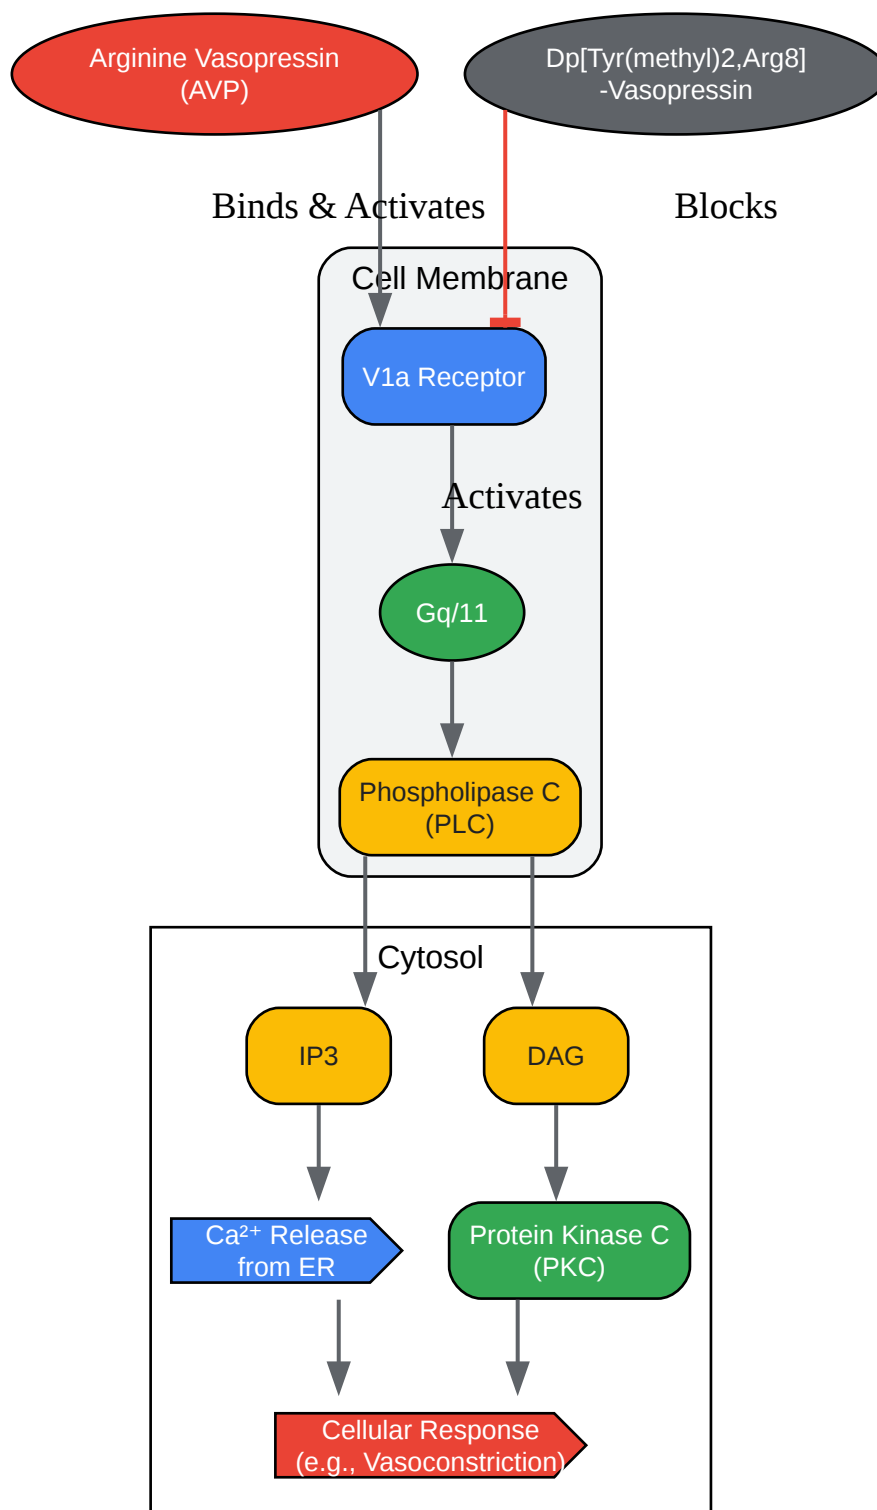 Arginine Vasopressin
(AVP)
Dp[Tyr(methyl)2,Arg8]
-Vasopressin
Binds & Activates
Blocks
Cell Membrane
V1a Receptor
Activates
Gq/11
Phospholipase C
(PLC)
Cytosol
IP3
DAG
Ca²⁺ Release
from ER
Protein Kinase C
(PKC)
Cellular Response
(e.g., Vasoconstriction)